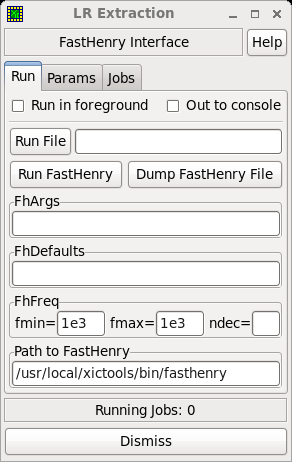 LR Extraction
FastHenry Interface Help
Run Params Jobs
Run in foreground Out to console
Run File
Run FastHenry Dump FastHenry File
FhArgs
FhDefaults
FhFreq
fmin= 1e3 fmax= 1e3 ndec=
Path to FastHenry
/usr/local/xictools/bin/fasthenry
Running Jobs: 0
Dismiss